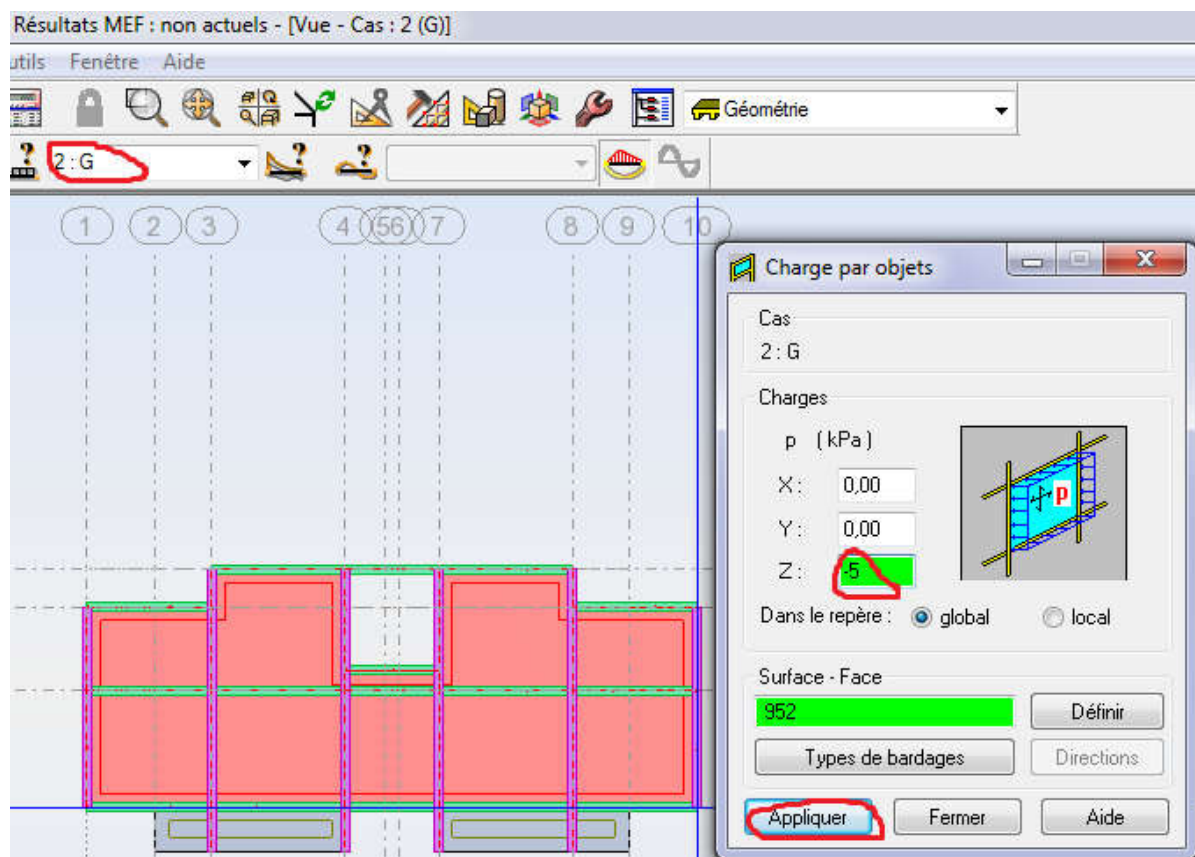 Résultats MEF : non actuels - [Vue - Cas : 2 (G)]
utils Fenêtre Aide
Géométrie
2 : G
1 2 3 4 5 6 7 8 9 10
Charge par objets
Cas
2 : G
Charges
p (kPa)
X : 0,00
Y : 0,00
Z : -5
p
Dans le repère : global local
Surface - Face
952 Définir
Types de bardages Directions
Appliquer Fermer Aide